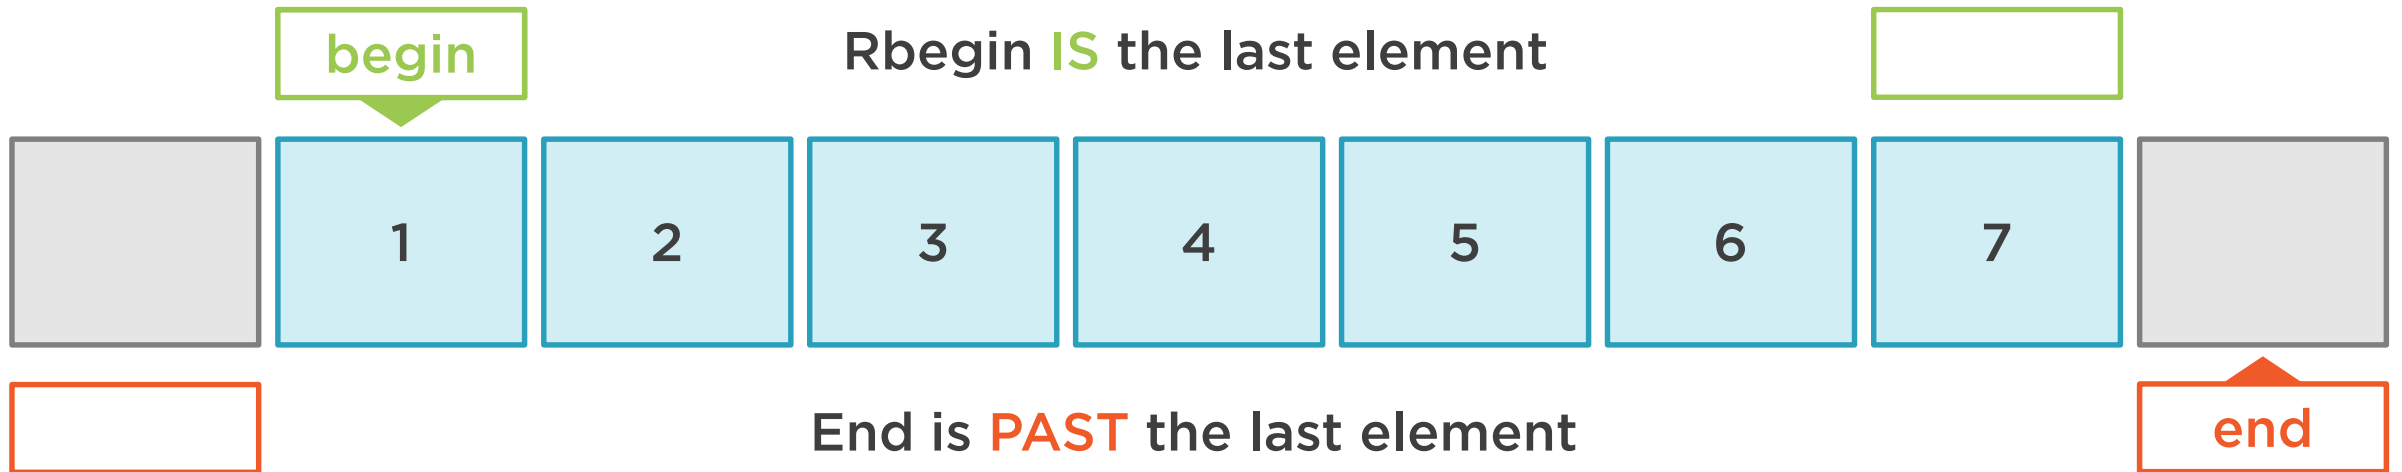 begin
Rbegin IS the last element
1 2 3 4 5 6 7
End is PAST the last element
end